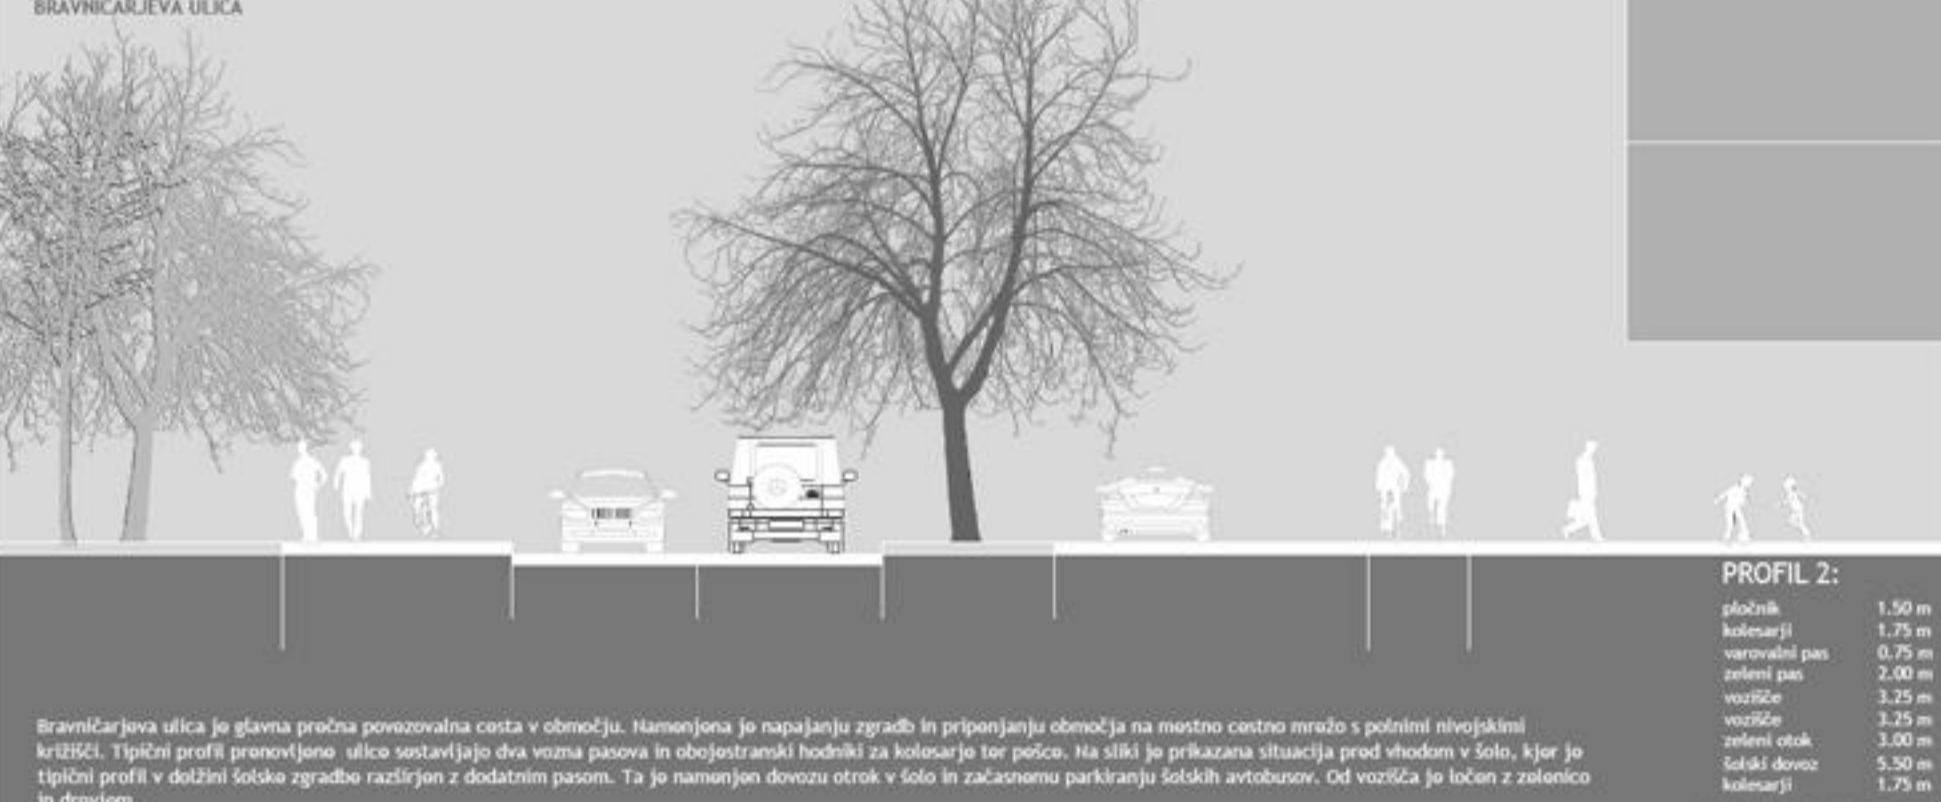 BRAVNIČARJEVA ULICA
PROFIL 2:
pločnik 1.50 m
kolesarji 1.75 m
varovalni pas 0.75 m
zeleni pas 2.00 m
vozišče 3.25 m
vozišče 3.25 m
zeleni otok 3.00 m
šolski dovoz 5.50 m
kolesarji 1.75 m
Bravničarjeva ulica je glavna prečna povezovalna cesta v območju. Namenjena je napajanju zgradb in pripenjanju območja na mestno cestno mrežo s polnimi nivojskimi
križišči. Tipični profil prenovljene ulice sestavljajo dva vozna pasova in obojestranski hodniki za kolesarje ter pešce. Na sliki je prikazana situacija pred vhodom v šolo, kjer je
tipični profil v dolžini šolske zgradbe razširjen z dodatnim pasom. Ta je namenjen dovozu otrok v šolo in začasnemu parkiranju šolskih avtobusov. Od vozišča je ločen z zelenico
in drevjem.